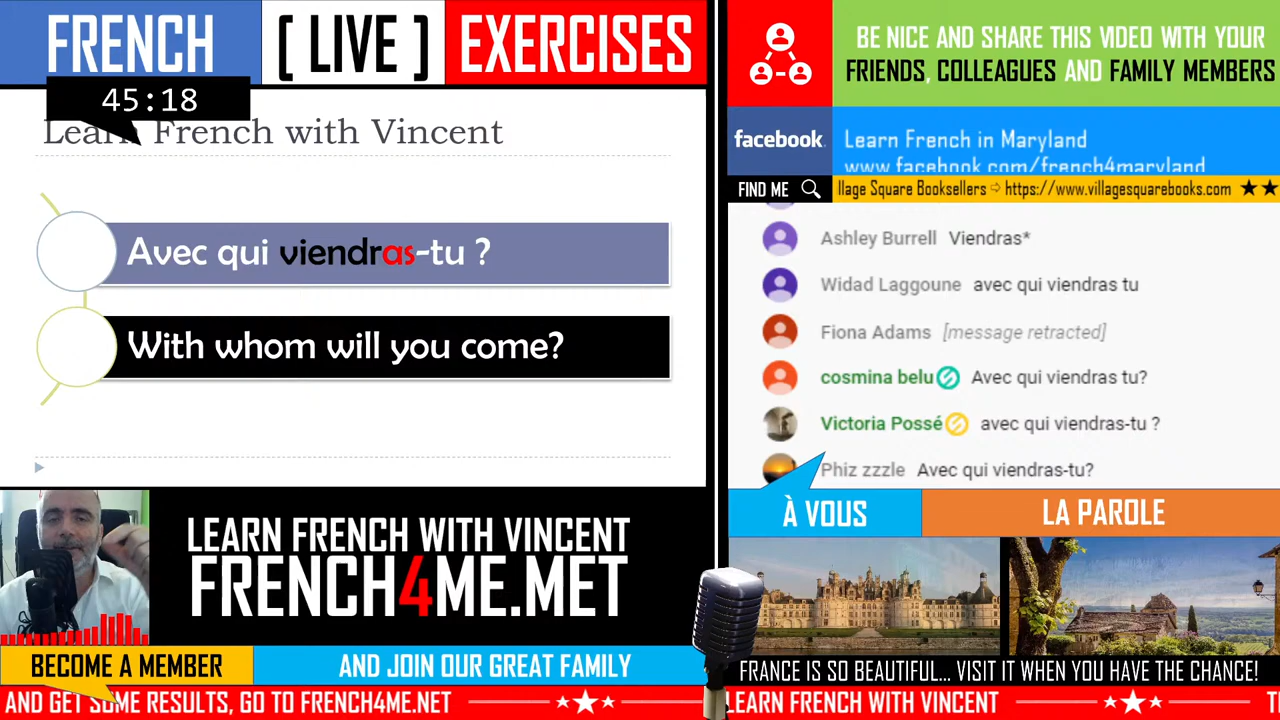 FRENCH
[ LIVE ]
EXERCISES
45:18
Learn French with Vincent
Avec qui viendras-tu ?
With whom will you come?
LEARN FRENCH WITH VINCENT
FRENCH4ME.MET
BECOME A MEMBER
AND JOIN OUR GREAT FAMILY
AND GET SOME RESULTS, GO TO FRENCH4ME.NET
BE NICE AND SHARE THIS VIDEO WITH YOUR
FRIENDS, COLLEAGUES AND FAMILY MEMBERS
facebook.
Learn French in Maryland
www.facebook.com/french4maryland
FIND ME
llage Square Booksellers ⇨ https://www.villagesquarebooks.com
Ashley Burrell Viendras*
Widad Laggoune avec qui viendras tu
Fiona Adams [message retracted]
cosmina belu Avec qui viendras tu?
Victoria Possé avec qui viendras-tu ?
Phiz zzzle Avec qui viendras-tu?
À VOUS
LA PAROLE
FRANCE IS SO BEAUTIFUL... VISIT IT WHEN YOU HAVE THE CHANCE!
LEARN FRENCH WITH VINCENT